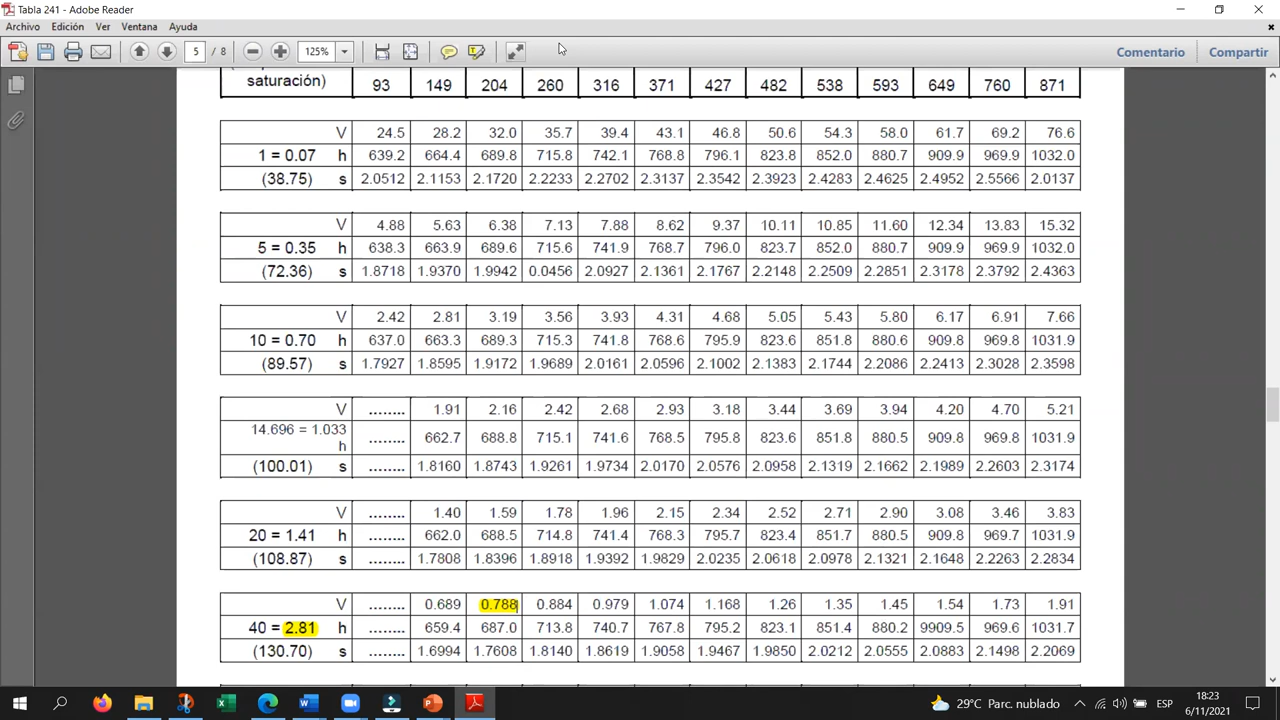 Tabla 241 - Adobe Reader
Archivo Edición Ver Ventana Ayuda
5 / 8 125% Comentario Compartir
saturación) 93 149 204 260 316 371 427 482 538 593 649 760 871
V 24.5 28.2 32.0 35.7 39.4 43.1 46.8 50.6 54.3 58.0 61.7 69.2 76.6
1 = 0.07 h 639.2 664.4 689.8 715.8 742.1 768.8 796.1 823.8 852.0 880.7 909.9 969.9 1032.0
(38.75) s 2.0512 2.1153 2.1720 2.2233 2.2702 2.3137 2.3542 2.3923 2.4283 2.4625 2.4952 2.5566 2.0137
V 4.88 5.63 6.38 7.13 7.88 8.62 9.37 10.11 10.85 11.60 12.34 13.83 15.32
5 = 0.35 h 638.3 663.9 689.6 715.6 741.9 768.7 796.0 823.7 852.0 880.7 909.9 969.9 1032.0
(72.36) s 1.8718 1.9370 1.9942 0.0456 2.0927 2.1361 2.1767 2.2148 2.2509 2.2851 2.3178 2.3792 2.4363
V 2.42 2.81 3.19 3.56 3.93 4.31 4.68 5.05 5.43 5.80 6.17 6.91 7.66
10 = 0.70 h 637.0 663.3 689.3 715.3 741.8 768.6 795.9 823.6 851.8 880.6 909.8 969.8 1031.9
(89.57) s 1.7927 1.8595 1.9172 1.9689 2.0161 2.0596 2.1002 2.1383 2.1744 2.2086 2.2413 2.3028 2.3598
V ........ 1.91 2.16 2.42 2.68 2.93 3.18 3.44 3.69 3.94 4.20 4.70 5.21
14.696 = 1.033
h ........ 662.7 688.8 715.1 741.6 768.5 795.8 823.6 851.8 880.5 909.8 969.8 1031.9
(100.01) s ........ 1.8160 1.8743 1.9261 1.9734 2.0170 2.0576 2.0958 2.1319 2.1662 2.1989 2.2603 2.3174
V ........ 1.40 1.59 1.78 1.96 2.15 2.34 2.52 2.71 2.90 3.08 3.46 3.83
20 = 1.41 h ........ 662.0 688.5 714.8 741.4 768.3 795.7 823.4 851.7 880.5 909.8 969.7 1031.9
(108.87) s ........ 1.7808 1.8396 1.8918 1.9392 1.9829 2.0235 2.0618 2.0978 2.1321 2.1648 2.2263 2.2834
V ........ 0.689 0.788 0.884 0.979 1.074 1.168 1.26 1.35 1.45 1.54 1.73 1.91
40 = 2.81 h ........ 659.4 687.0 713.8 740.7 767.8 795.2 823.1 851.4 880.2 9909.5 969.6 1031.7
(130.70) s ........ 1.6994 1.7608 1.8140 1.8619 1.9058 1.9467 1.9850 2.0212 2.0555 2.0883 2.1498 2.2069
29°C Parc. nublado ESP 18:23
6/11/2021